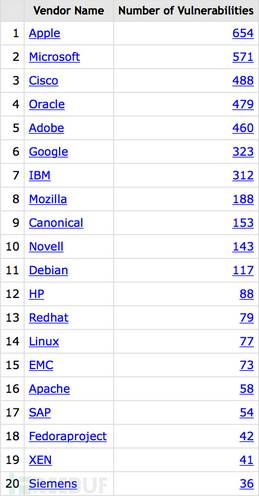 Vendor Name Number of Vulnerabilities
1 Apple 654
2 Microsoft 571
3 Cisco 488
4 Oracle 479
5 Adobe 460
6 Google 323
7 IBM 312
8 Mozilla 188
9 Canonical 153
10 Novell 143
11 Debian 117
12 HP 88
13 Redhat 79
14 Linux 77
15 EMC 73
16 Apache 58
17 SAP 54
18 Fedoraproject 42
19 XEN 41
20 Siemens 36